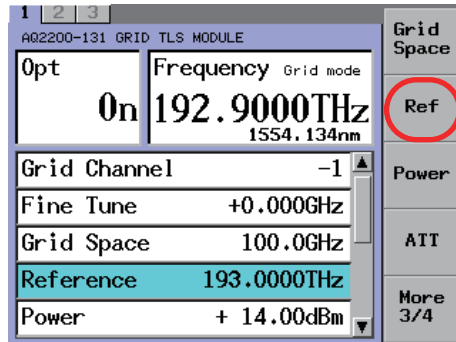 1 2 3
AQ2200-131 GRID TLS MODULE
Opt
On
Frequency Grid mode
192.9000THz
1554.134nm
Grid Channel -1
Fine Tune +0.000GHz
Grid Space 100.0GHz
Reference 193.0000THz
Power + 14.00dBm
Grid
Space
Ref
Power
ATT
More
3/4